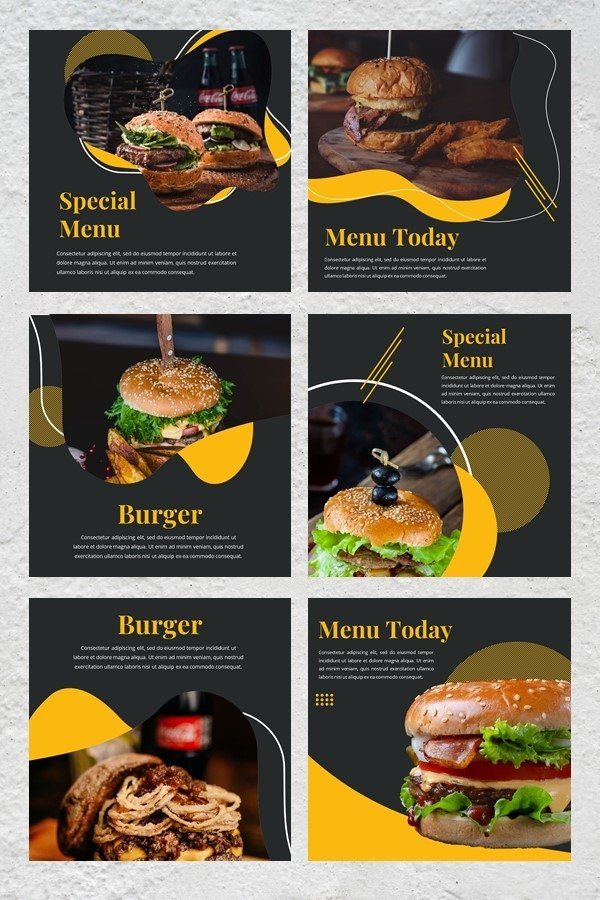 Special
Menu
Consectetur adipiscing elit, sed do eiusmod tempor incididunt ut labore et
dolore magna aliqua. Ut enim ad minim veniam, quis nostrud exercitation
ullamco laboris nisi ut aliquip ex ea commodo consequat.
Coca-Cola
Menu Today
Consectetur adipiscing elit, sed do eiusmod tempor incididunt ut labore et
dolore magna aliqua. Ut enim ad minim veniam, quis nostrud exercitation
ullamco laboris nisi ut aliquip ex ea commodo consequat.
Burger
Consectetur adipiscing elit, sed do eiusmod tempor incididunt ut
labore et dolore magna aliqua. Ut enim ad minim veniam, quis nostrud
exercitation ullamco laboris nisi ut aliquip ex ea commodo consequat.
Special
Menu
Consectetur adipiscing elit, sed do eiusmod tempor
incididunt ut labore et dolore magna aliqua. Ut enim
ad minim veniam, quis nostrud exercitation ullamco
laboris nisi ut aliquip ex ea commodo consequat.
Burger
Consectetur adipiscing elit, sed do eiusmod tempor incididunt ut
labore et dolore magna aliqua. Ut enim ad minim veniam, quis nostrud
exercitation ullamco laboris nisi ut aliquip ex ea commodo consequat.
Menu Today
Consectetur adipiscing elit, sed do eiusmod tempor
incididunt ut labore et dolore magna aliqua. Ut enim
ad minim veniam, quis nostrud exercitation ullamco
laboris nisi ut aliquip ex ea commodo consequat.